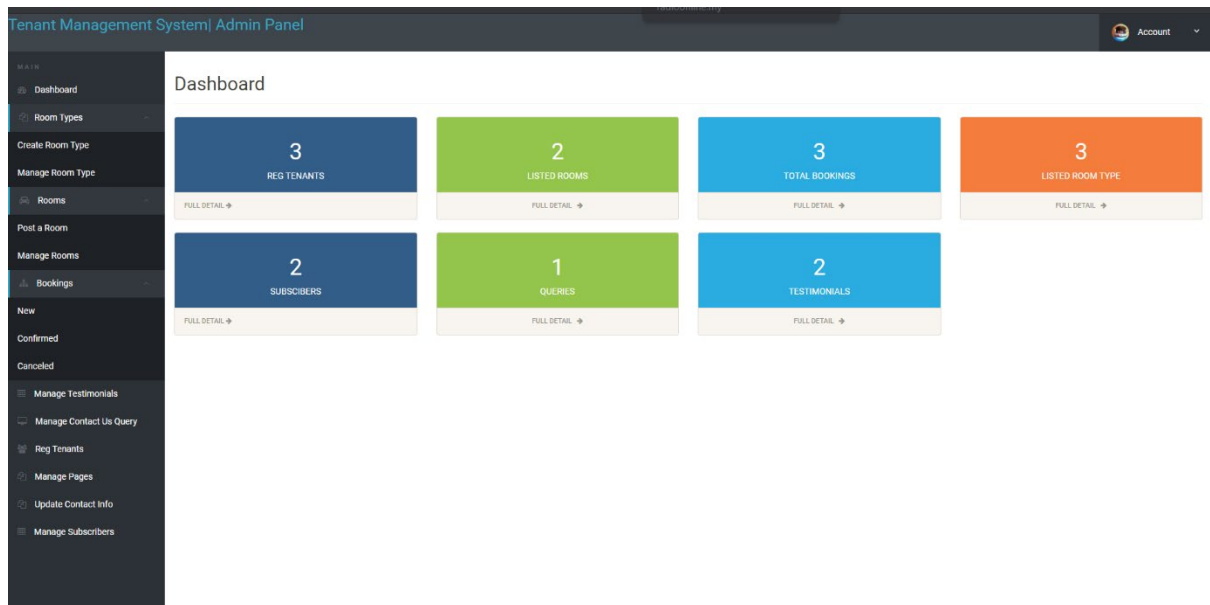 Tenant Management System| Admin Panel
Account
MAIN
Dashboard
Room Types
Create Room Type
Manage Room Type
Rooms
Post a Room
Manage Rooms
Bookings
New
Confirmed
Canceled
Manage Testimonials
Manage Contact Us Query
Reg Tenants
Manage Pages
Update Contact Info
Manage Subscribers
Dashboard
3
REG TENANTS
FULL DETAIL
2
LISTED ROOMS
FULL DETAIL
3
TOTAL BOOKINGS
FULL DETAIL
3
LISTED ROOM TYPE
FULL DETAIL
2
SUBSCIBERS
FULL DETAIL
1
QUERIES
FULL DETAIL
2
TESTIMONIALS
FULL DETAIL